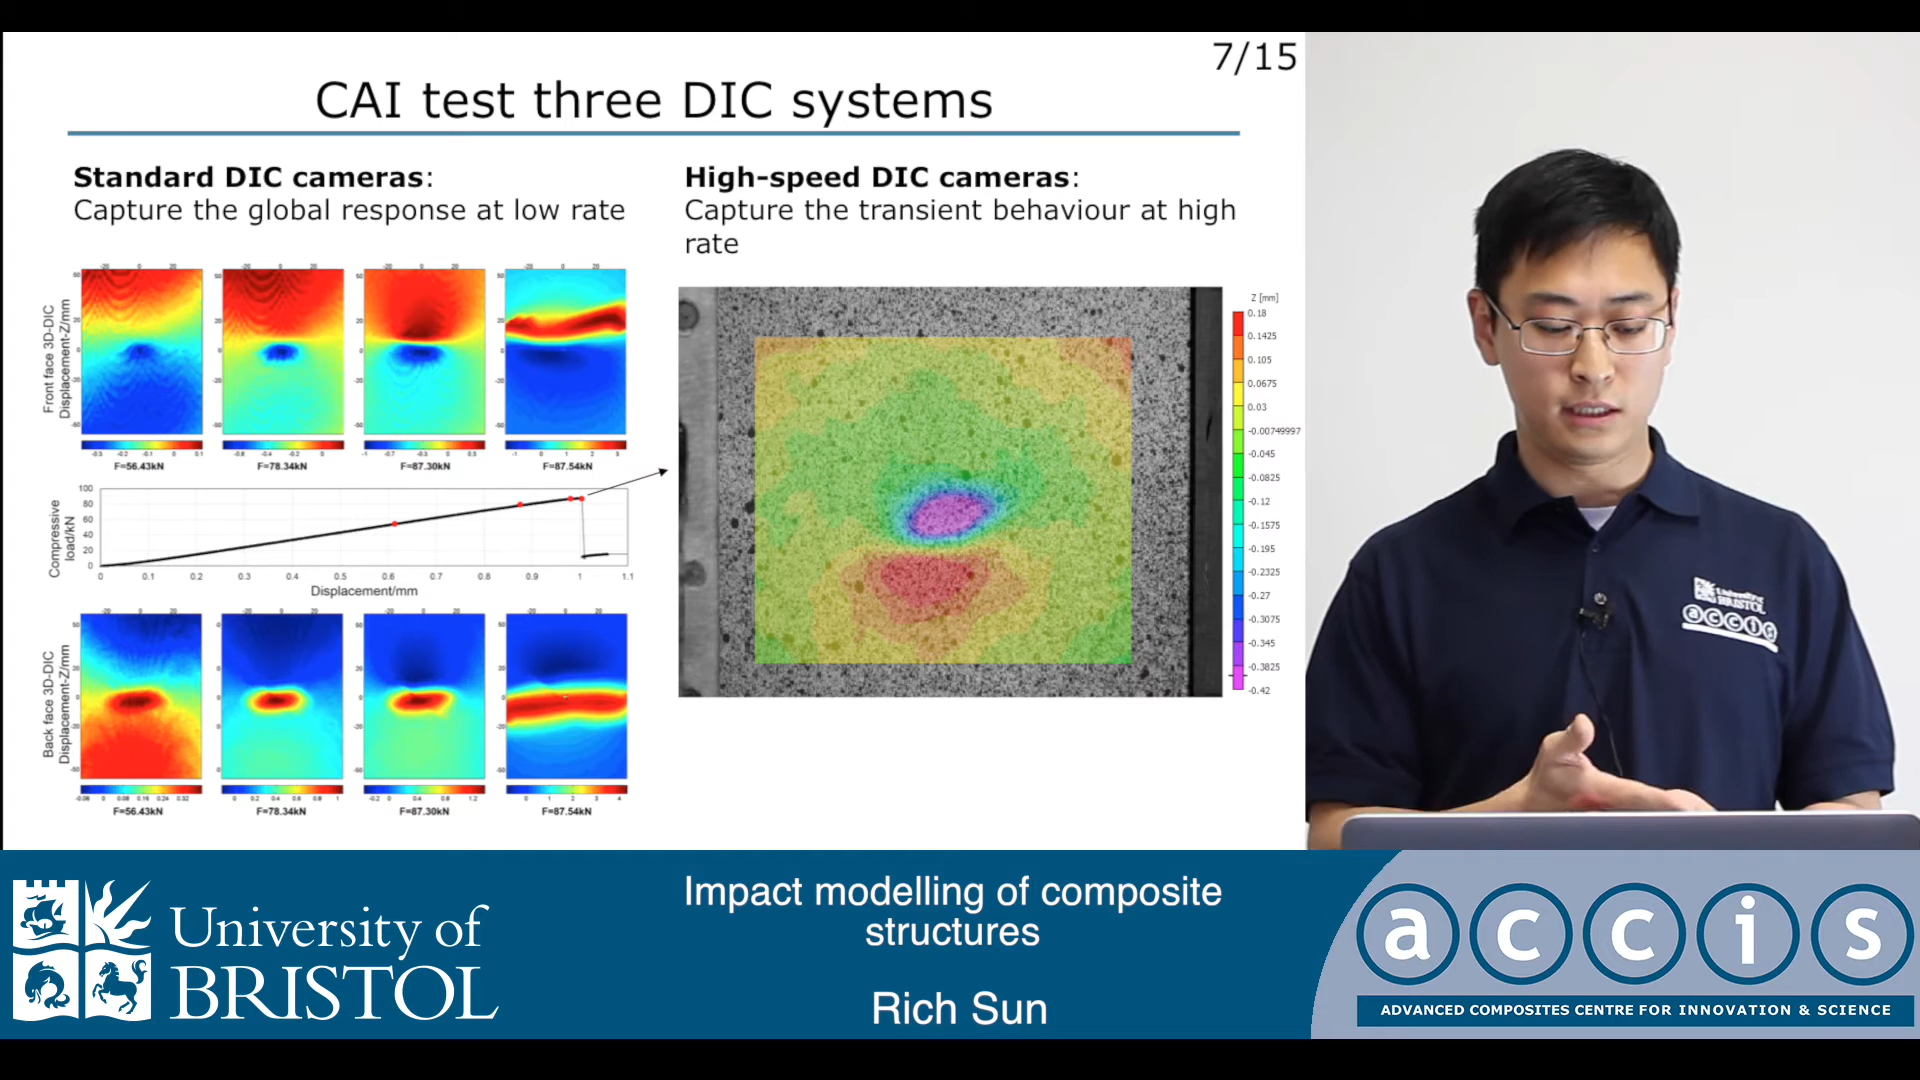 7/15
CAI test three DIC systems
Standard DIC cameras:
Capture the global response at low rate
High-speed DIC cameras:
Capture the transient behaviour at high
rate
Front face 3D-DIC
Displacement-Z/mm
F=56.43kN
F=78.34kN
F=87.30kN
F=87.54kN
Compressive
load/kN
100
80
60
40
20
0
0 0.1 0.2 0.3 0.4 0.5 0.6 0.7 0.8 0.9 1 1.1
Displacement/mm
Back face 3D-DIC
Displacement-Z/mm
F=56.43kN
F=78.34kN
F=87.30kN
F=87.54kN
Z [mm]
0.18
0.1425
0.105
0.0675
0.03
-0.00749997
-0.045
-0.0825
-0.12
-0.1575
-0.195
-0.2325
-0.27
-0.3075
-0.345
-0.3825
-0.42
University of
BRISTOL
accis
University of
BRISTOL
Impact modelling of composite
structures
Rich Sun
accis
ADVANCED COMPOSITES CENTRE FOR INNOVATION & SCIENCE